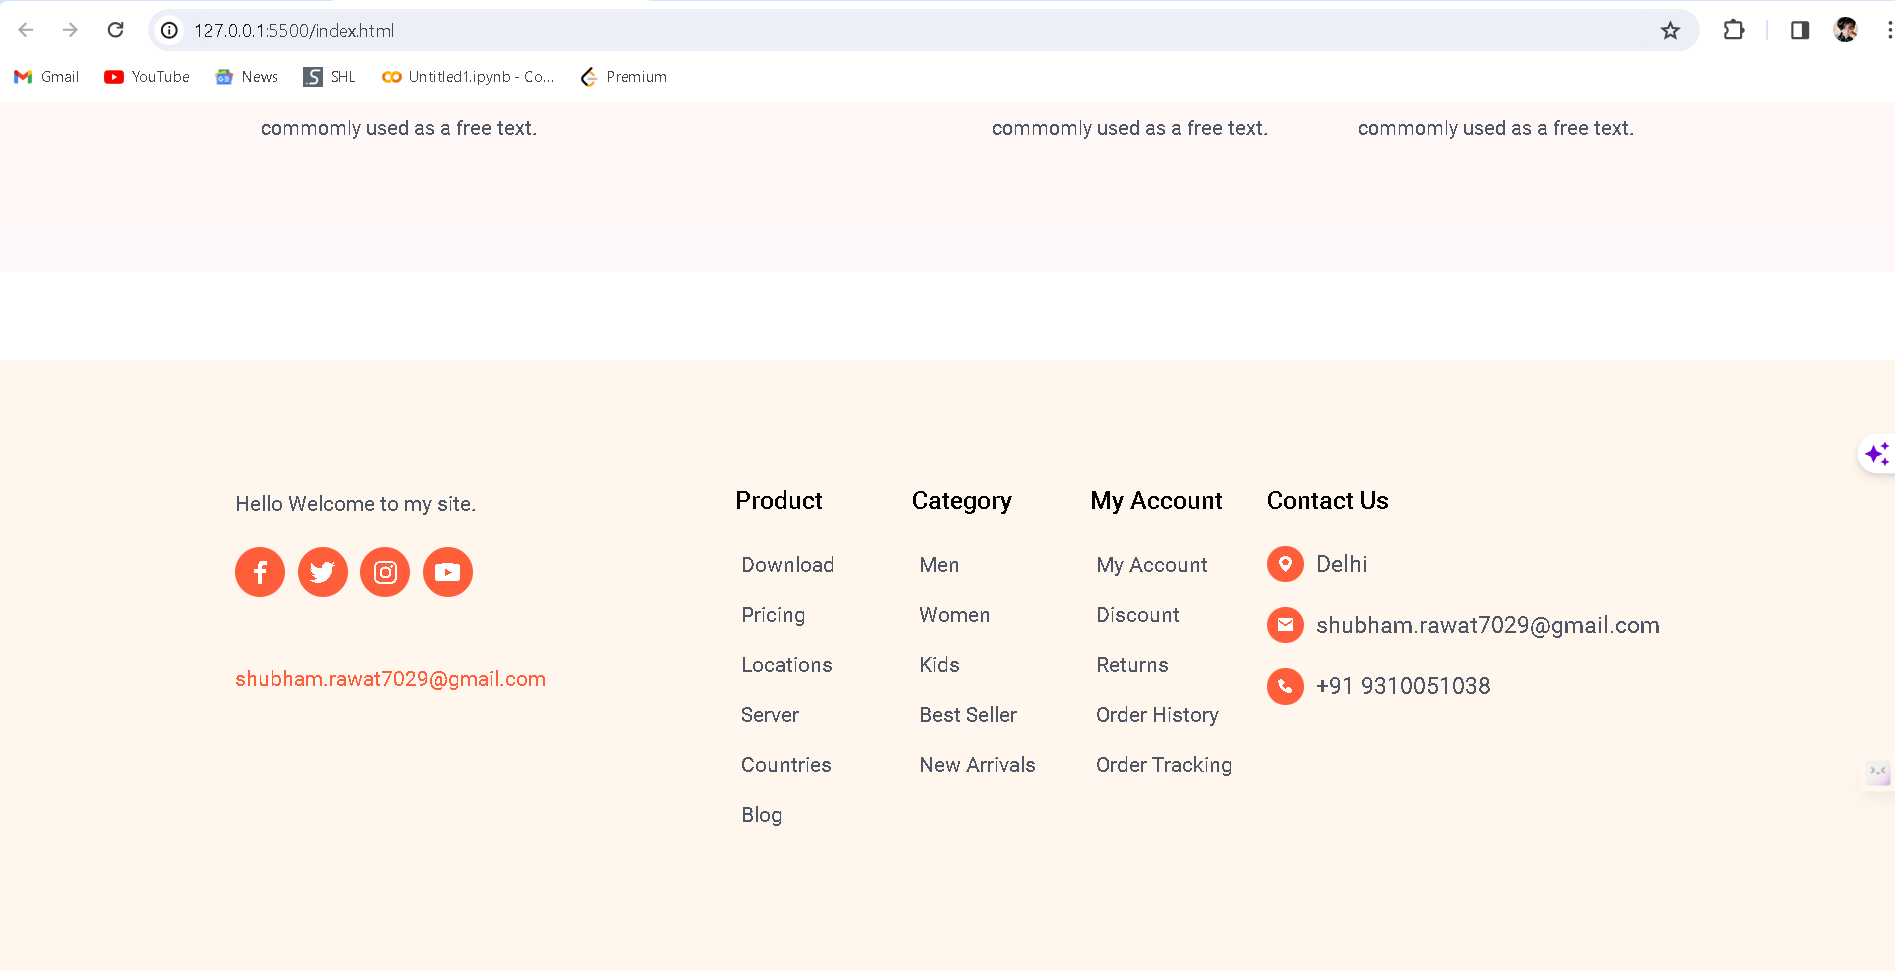 127.0.0.1:5500/index.html
Gmail YouTube News SHL Untitled1.ipynb - Co... Premium
commomly used as a free text. commomly used as a free text. commomly used as a free text.
Hello Welcome to my site.
shubham.rawat7029@gmail.com
Product
Download
Pricing
Locations
Server
Countries
Blog
Category
Men
Women
Kids
Best Seller
New Arrivals
My Account
My Account
Discount
Returns
Order History
Order Tracking
Contact Us
Delhi
shubham.rawat7029@gmail.com
+91 9310051038